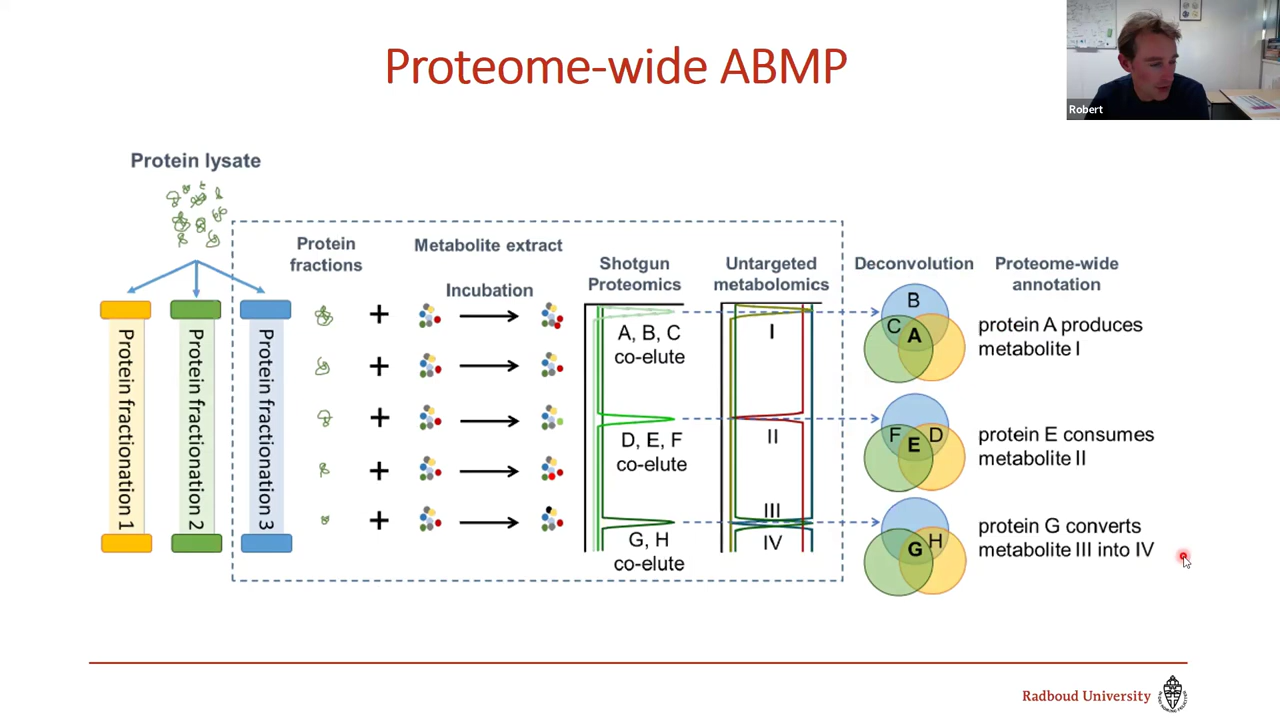 Proteome-wide ABMP
Robert
Protein lysate
Protein fractionation 1
Protein fractionation 2
Protein fractionation 3
Protein
fractions
Metabolite extract
Incubation
Shotgun
Proteomics
Untargeted
metabolomics
Deconvolution
Proteome-wide
annotation
+
+
+
+
+
A, B, C
co-elute
D, E, F
co-elute
G, H
co-elute
I
II
III
IV
B
C
A
F
E
D
G
H
protein A produces
metabolite I
protein E consumes
metabolite II
protein G converts
metabolite III into IV
Radboud University